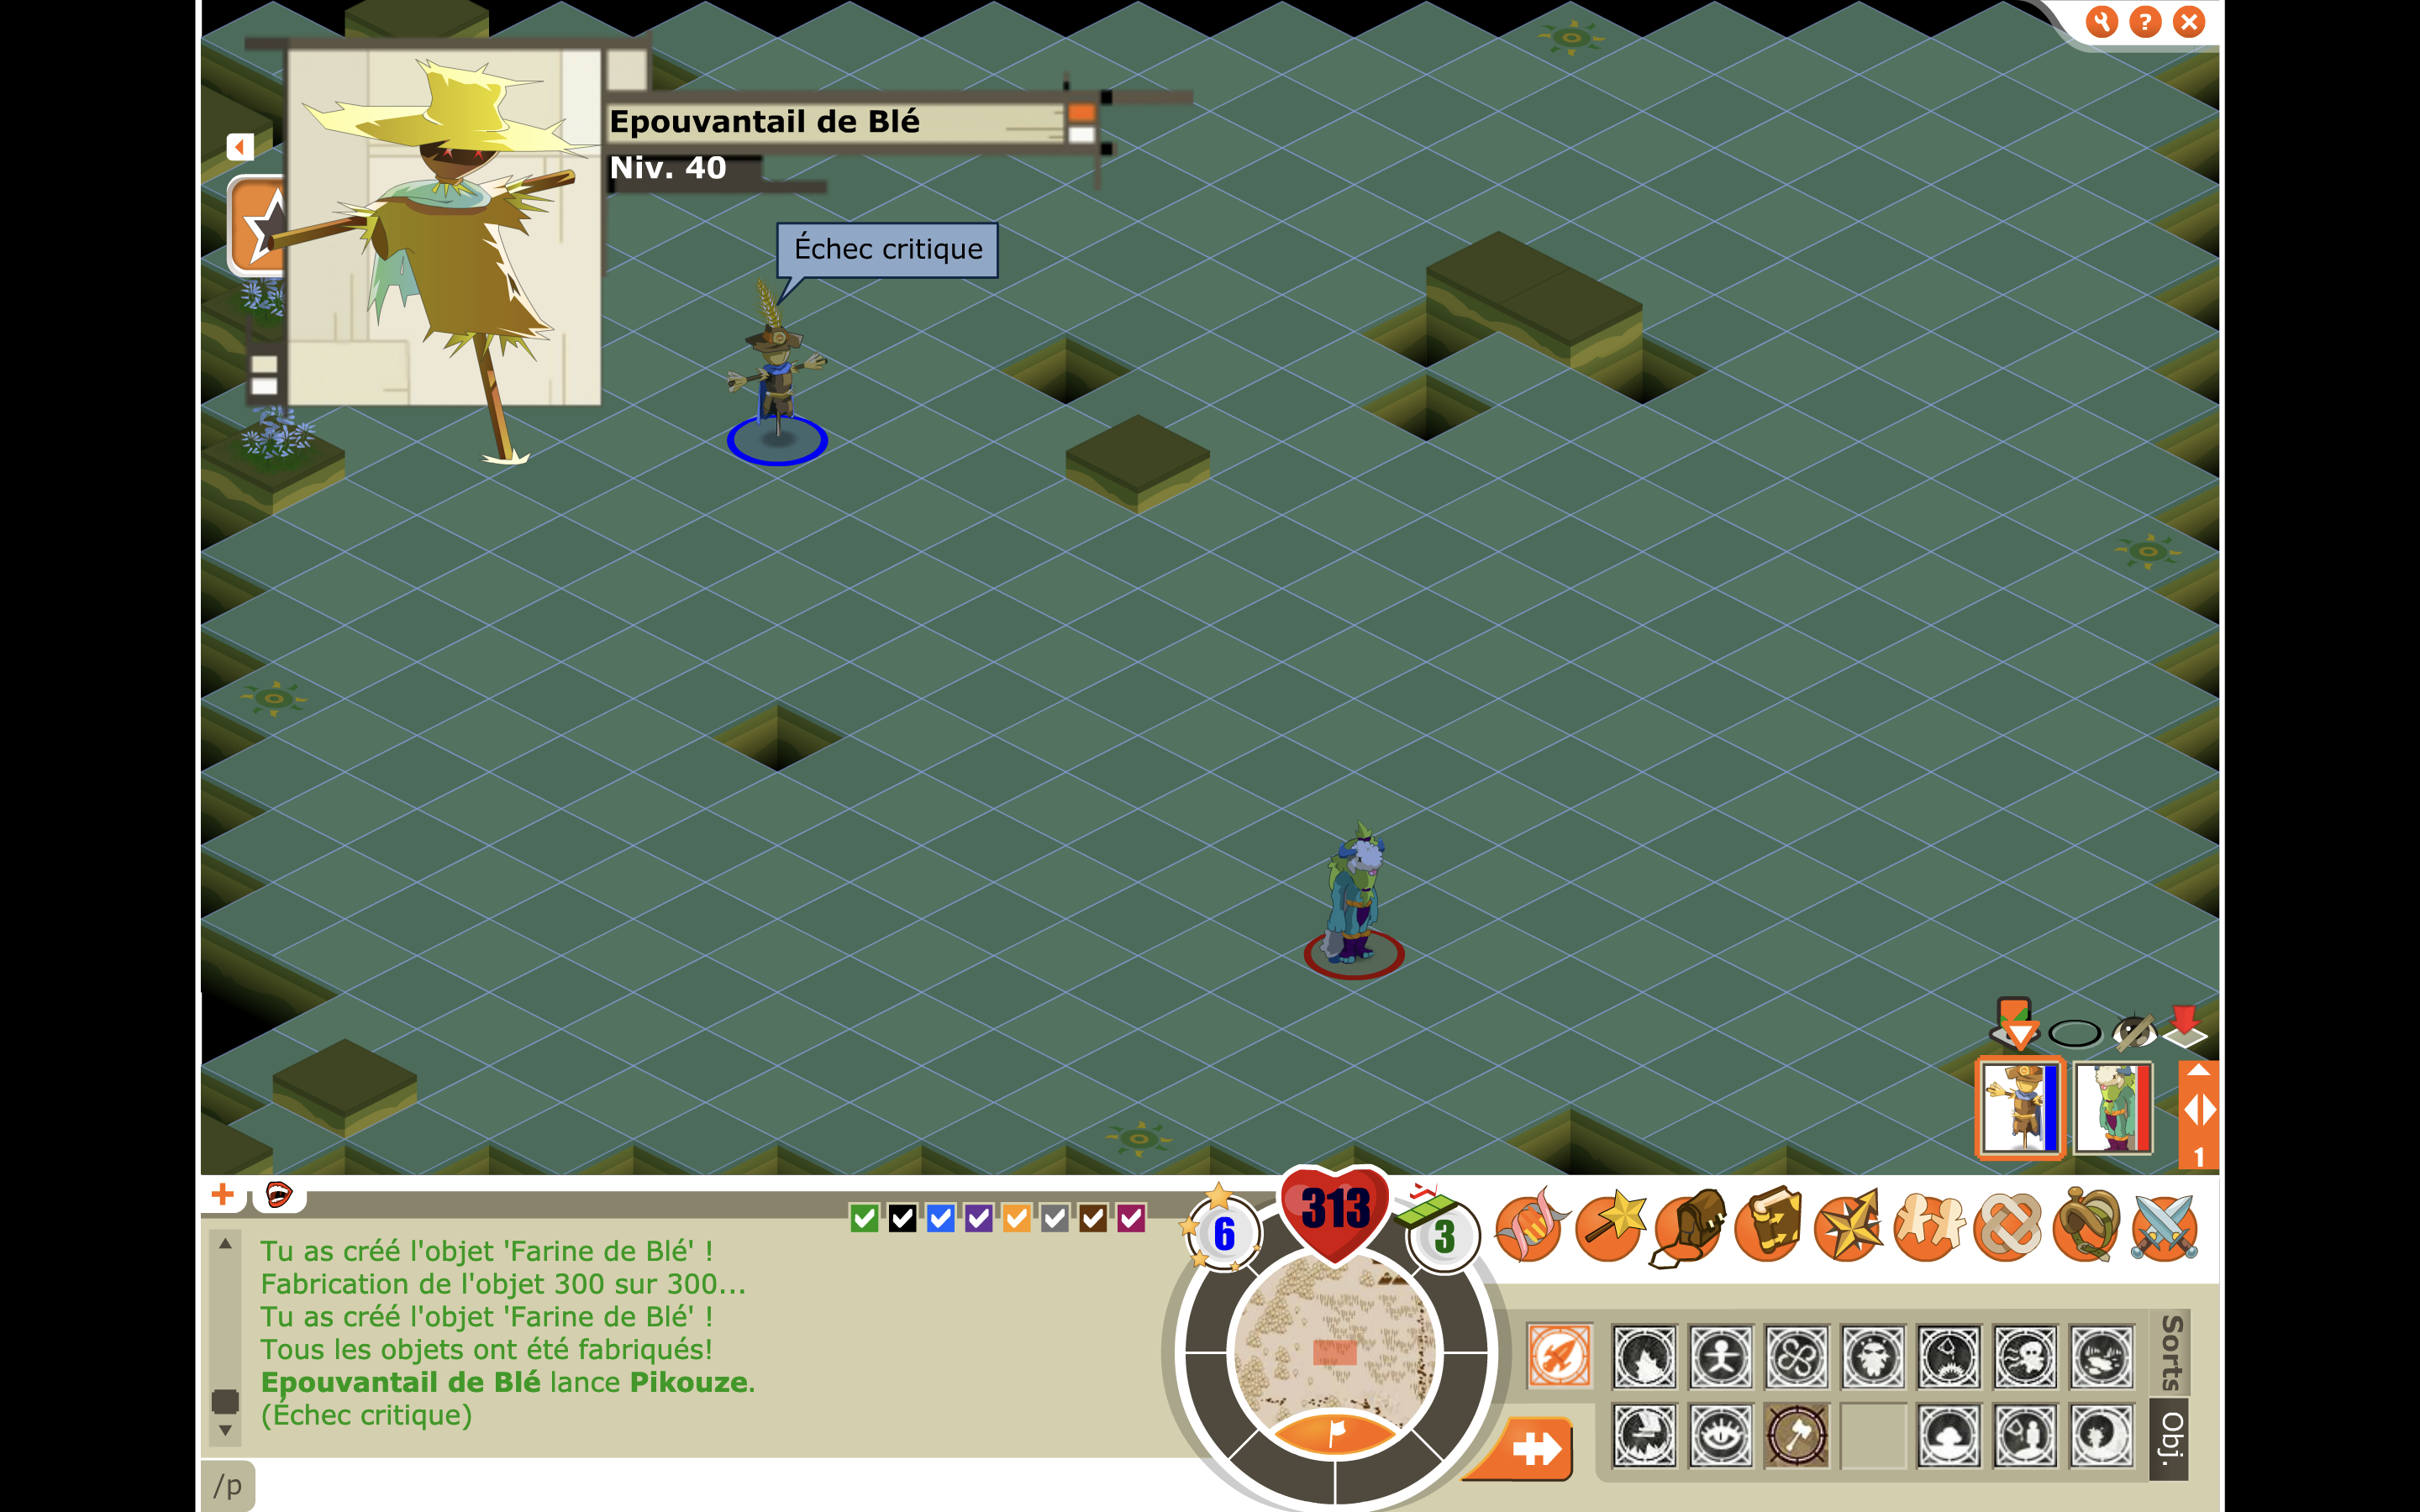 Epouvantail de Blé
Niv. 40
Échec critique
1
313
6
3
Tu as créé l'objet 'Farine de Blé' !
Fabrication de l'objet 300 sur 300...
Tu as créé l'objet 'Farine de Blé' !
Tous les objets ont été fabriqués!
Epouvantail de Blé lance Pikouze.
(Échec critique)
Sorts
Obj.
/p